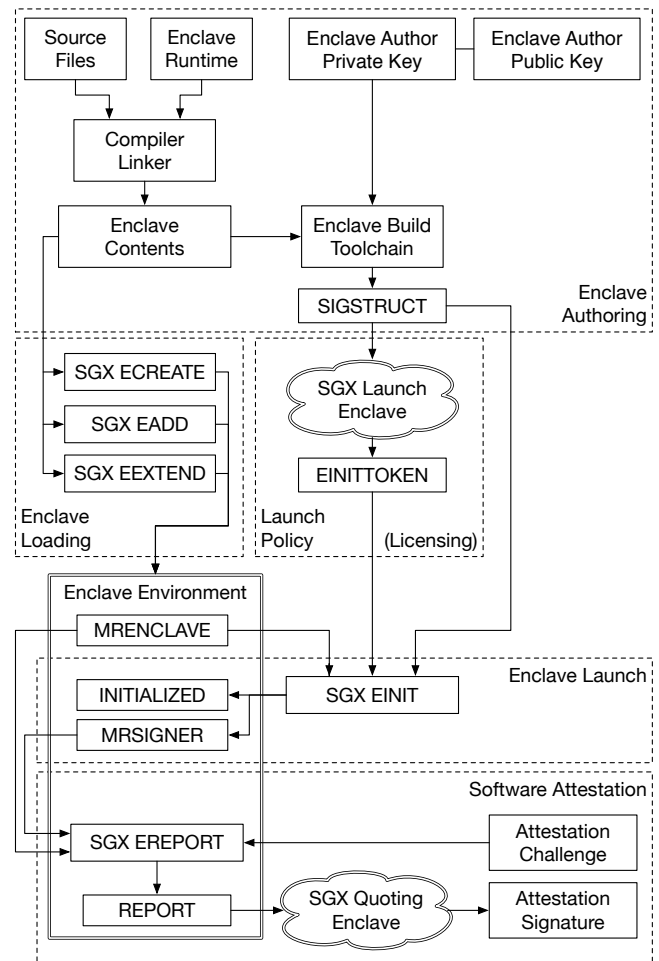 Source
Files
Enclave
Runtime
Enclave Author
Private Key
Enclave Author
Public Key
Compiler
Linker
Enclave
Contents
Enclave Build
Toolchain
SIGSTRUCT
Enclave
Authoring
SGX ECREATE
SGX EADD
SGX EEXTEND
Enclave
Loading
SGX Launch
Enclave
EINITTOKEN
Launch
Policy
(Licensing)
Enclave Environment
MRENCLAVE
Enclave Launch
INITIALIZED
SGX EINIT
MRSIGNER
Software Attestation
SGX EREPORT
Attestation
Challenge
REPORT
SGX Quoting
Enclave
Attestation
Signature